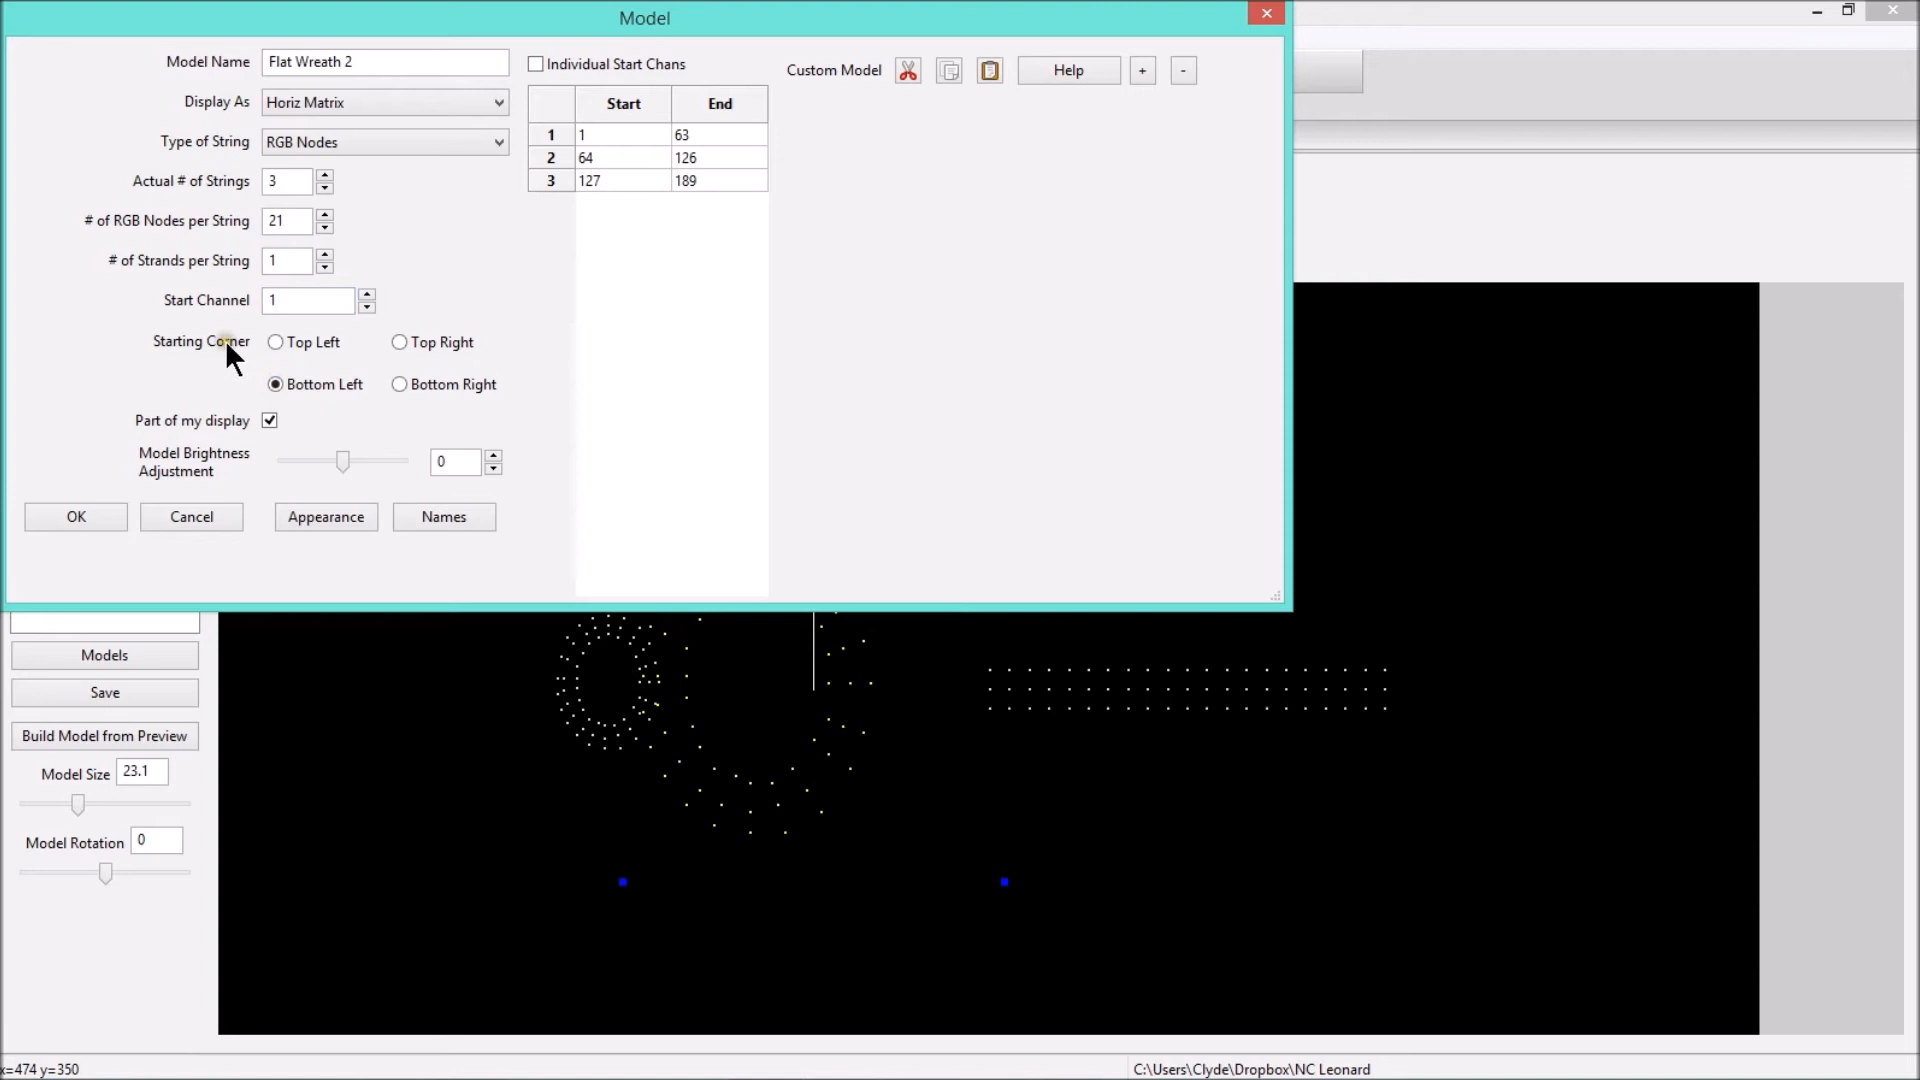 Model
Model Name Flat Wreath 2
Display As Horiz Matrix
Type of String RGB Nodes
Actual # of Strings 3
# of RGB Nodes per String 21
# of Strands per String 1
Start Channel 1
Starting Corner Top Left Top Right
Bottom Left Bottom Right
Part of my display
Model Brightness
Adjustment 0
OK Cancel Appearance Names
Individual Start Chans
Start End
1 1 63
2 64 126
3 127 189
Custom Model Help + -
Models
Save
Build Model from Preview
Model Size 23.1
Model Rotation 0
x=474 y=350
C:\Users\Clyde\Dropbox\NC Leonard